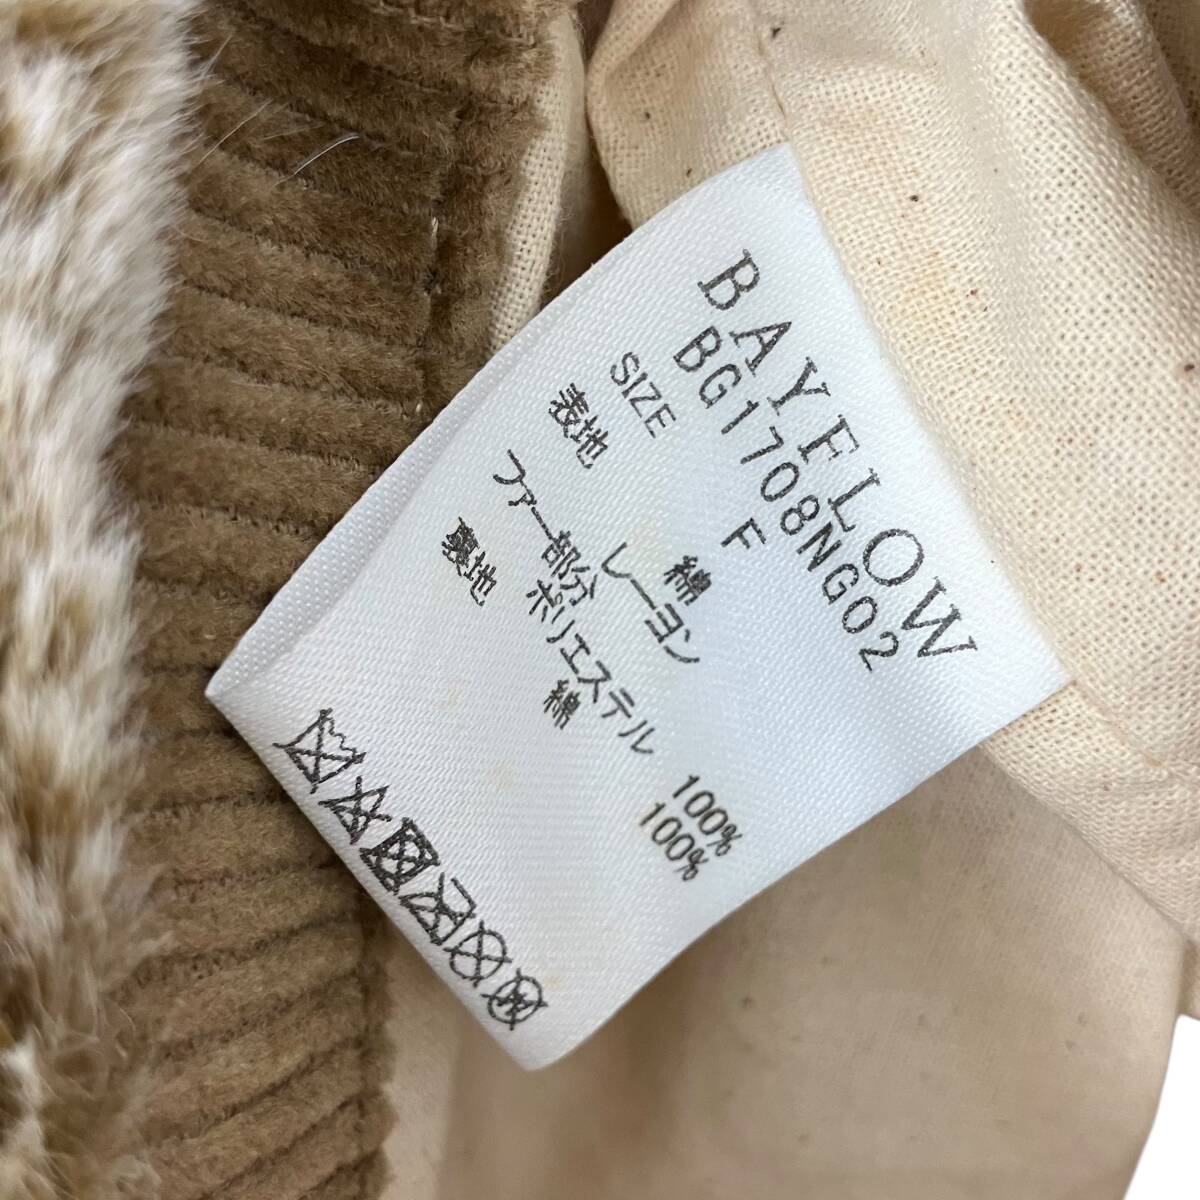 BAYFLOW
BG1708NG02
SIZE F
表地 綿
レーヨン
ファー部分
ポリエステル 100%
裏地 綿 100%